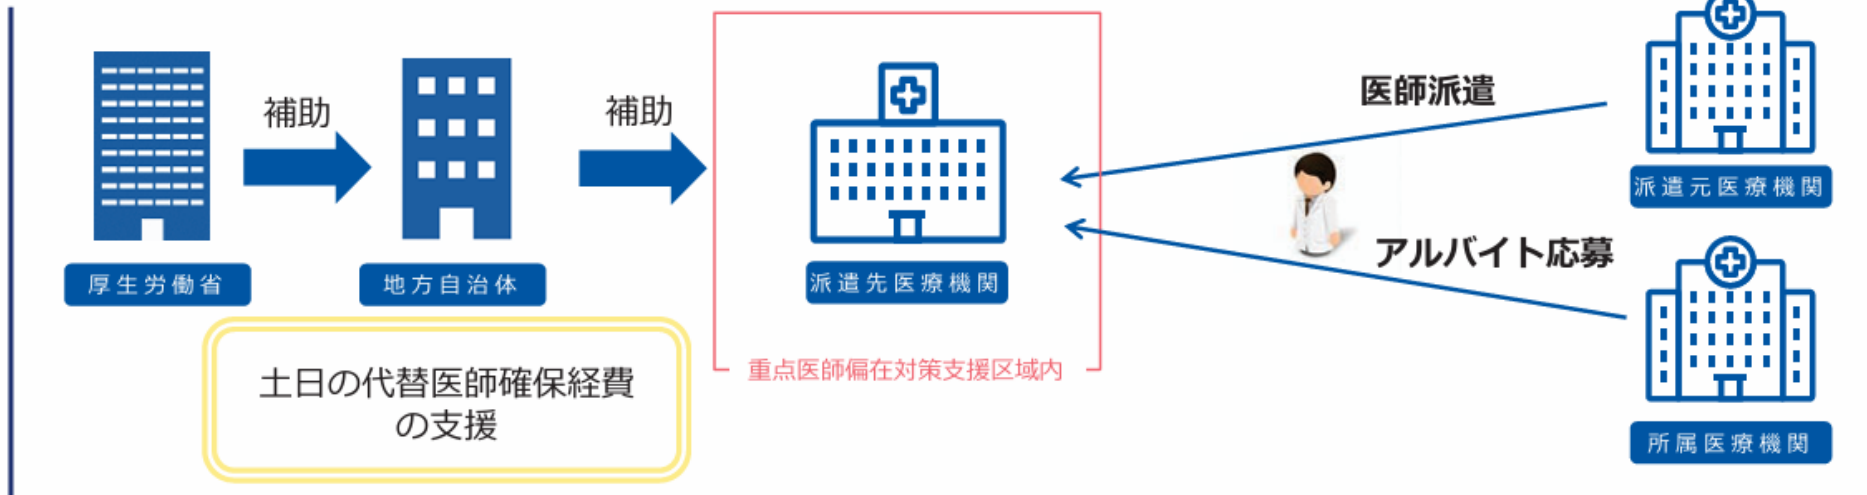 補助
補助
医師派遣
派遣元医療機関
アルバイト応募
厚生労働省
地方自治体
派遣先医療機関
土日の代替医師確保経費
の支援
重点医師偏在対策支援区域内
所属医療機関